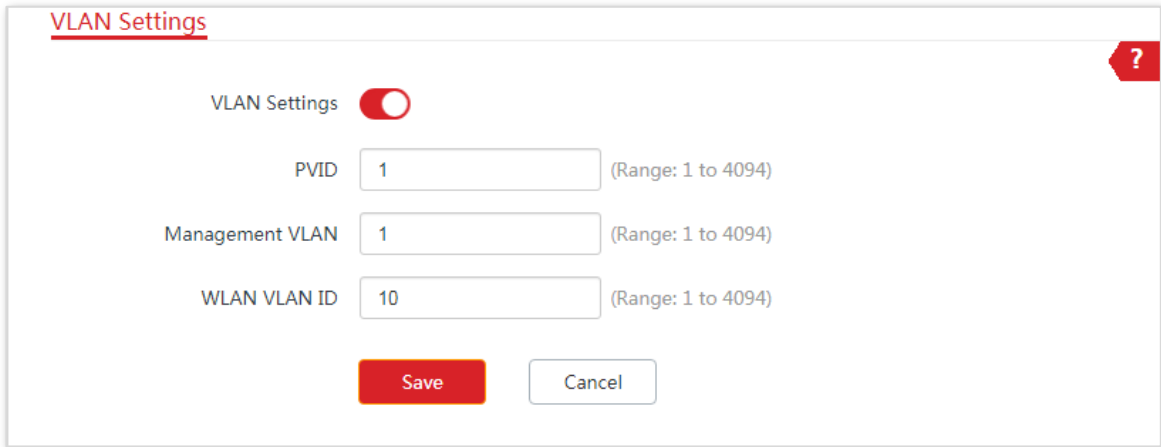 VLAN Settings
?
VLAN Settings
PVID 1 (Range: 1 to 4094)
Management VLAN 1 (Range: 1 to 4094)
WLAN VLAN ID 10 (Range: 1 to 4094)
Save Cancel